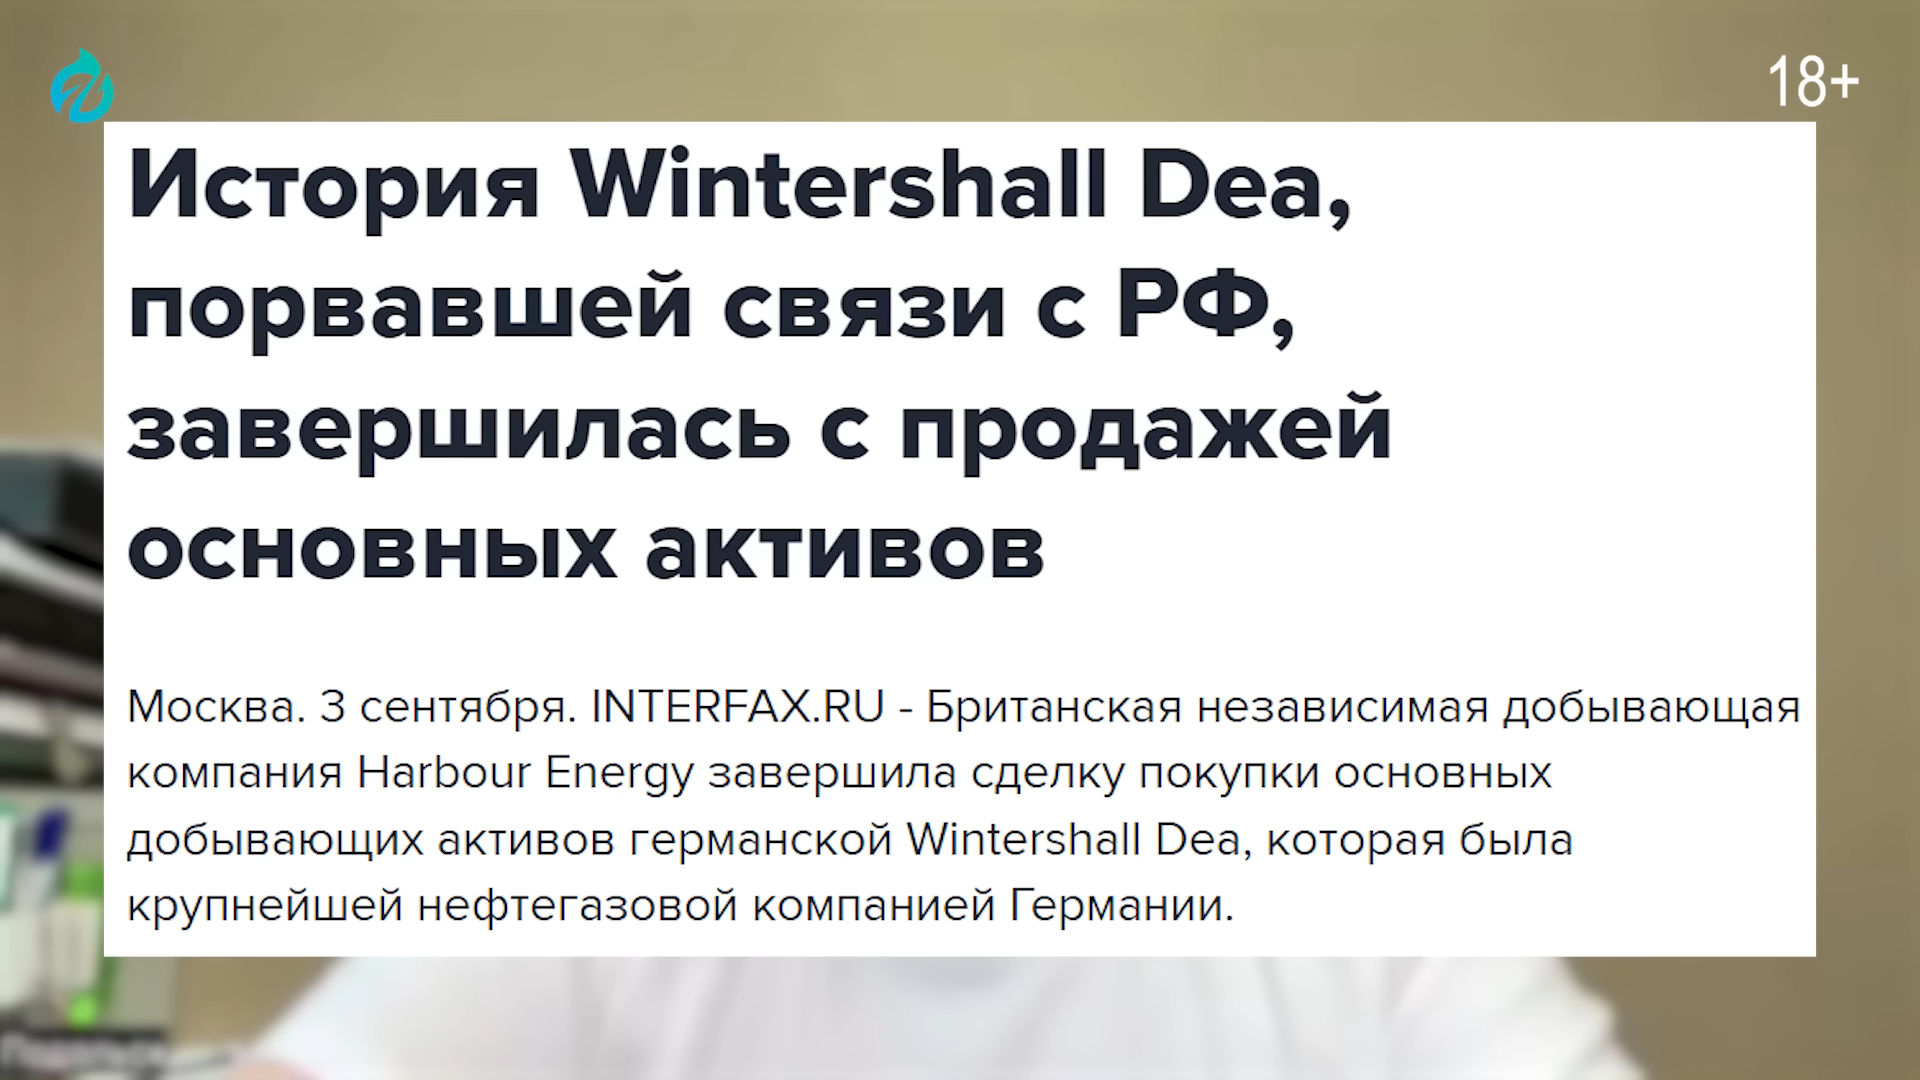 18+
История Wintershall Dea,
порвавшей связи с РФ,
завершилась с продажей
основных активов
Москва. 3 сентября. INTERFAX.RU - Британская независимая добывающая
компания Harbour Energy завершила сделку покупки основных
добывающих активов германской Wintershall Dea, которая была
крупнейшей нефтегазовой компанией Германии.